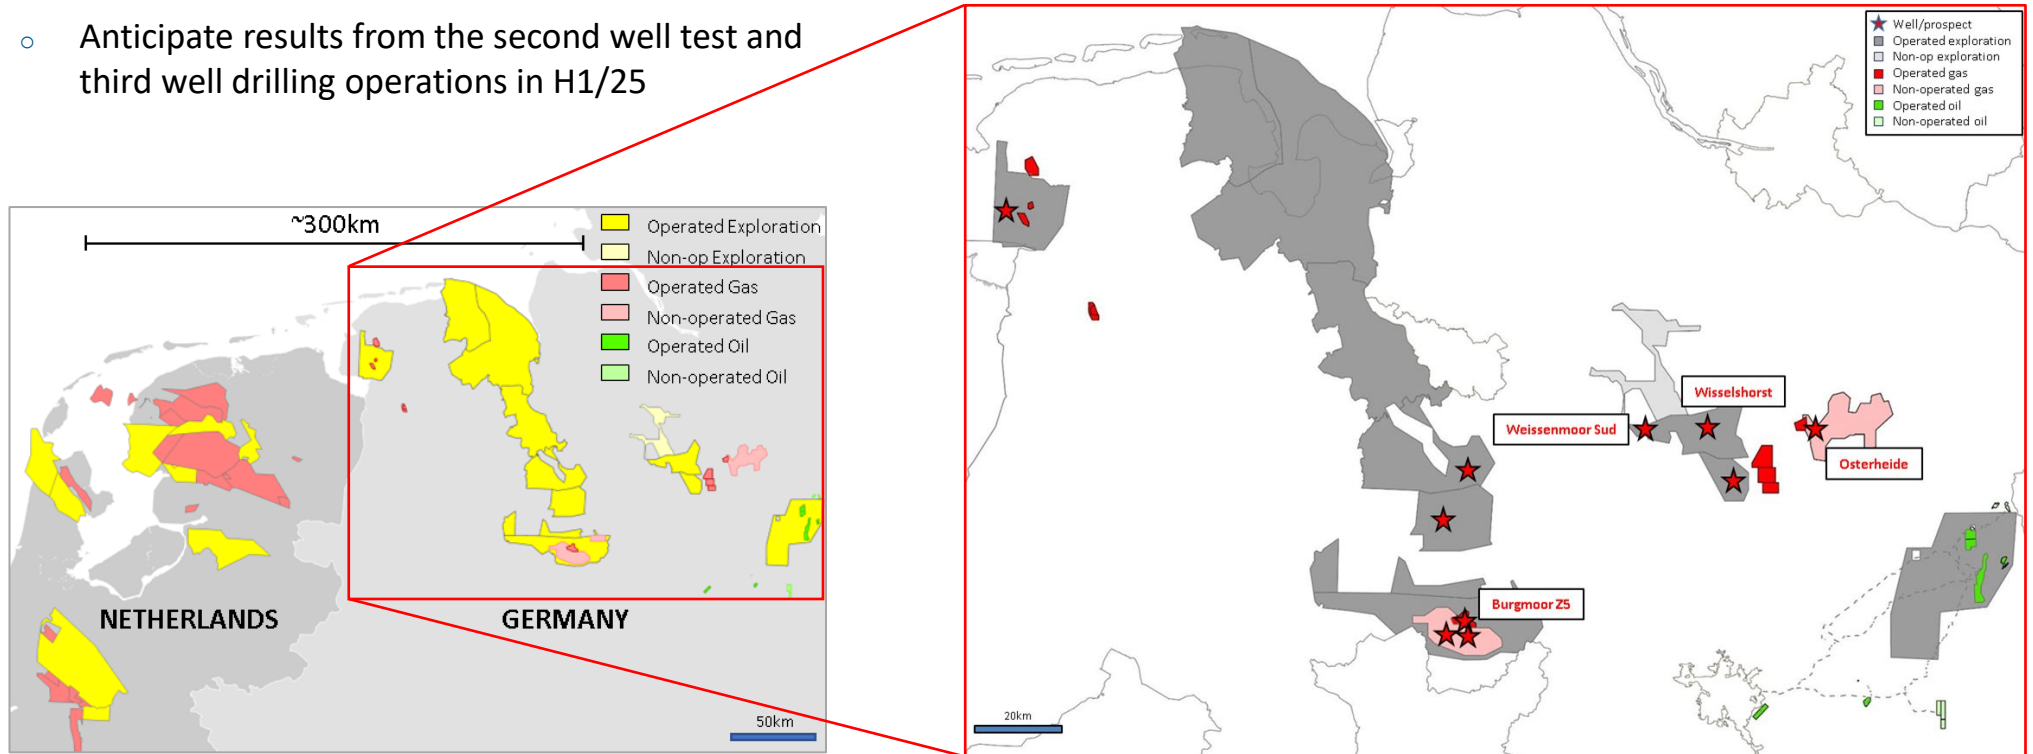 ○ Anticipate results from the second well test and
third well drilling operations in H1/25
~300km
Operated Exploration
Non-op Exploration
Operated Gas
Non-operated Gas
Operated Oil
Non-operated Oil
NETHERLANDS
GERMANY
50km
Well/prospect
Operated exploration
Non-op exploration
Operated gas
Non-operated gas
Operated oil
Non-operated oil
Wisselshorst
Weissenmoor Sud
Osterheide
Burgmoor Z5
20km